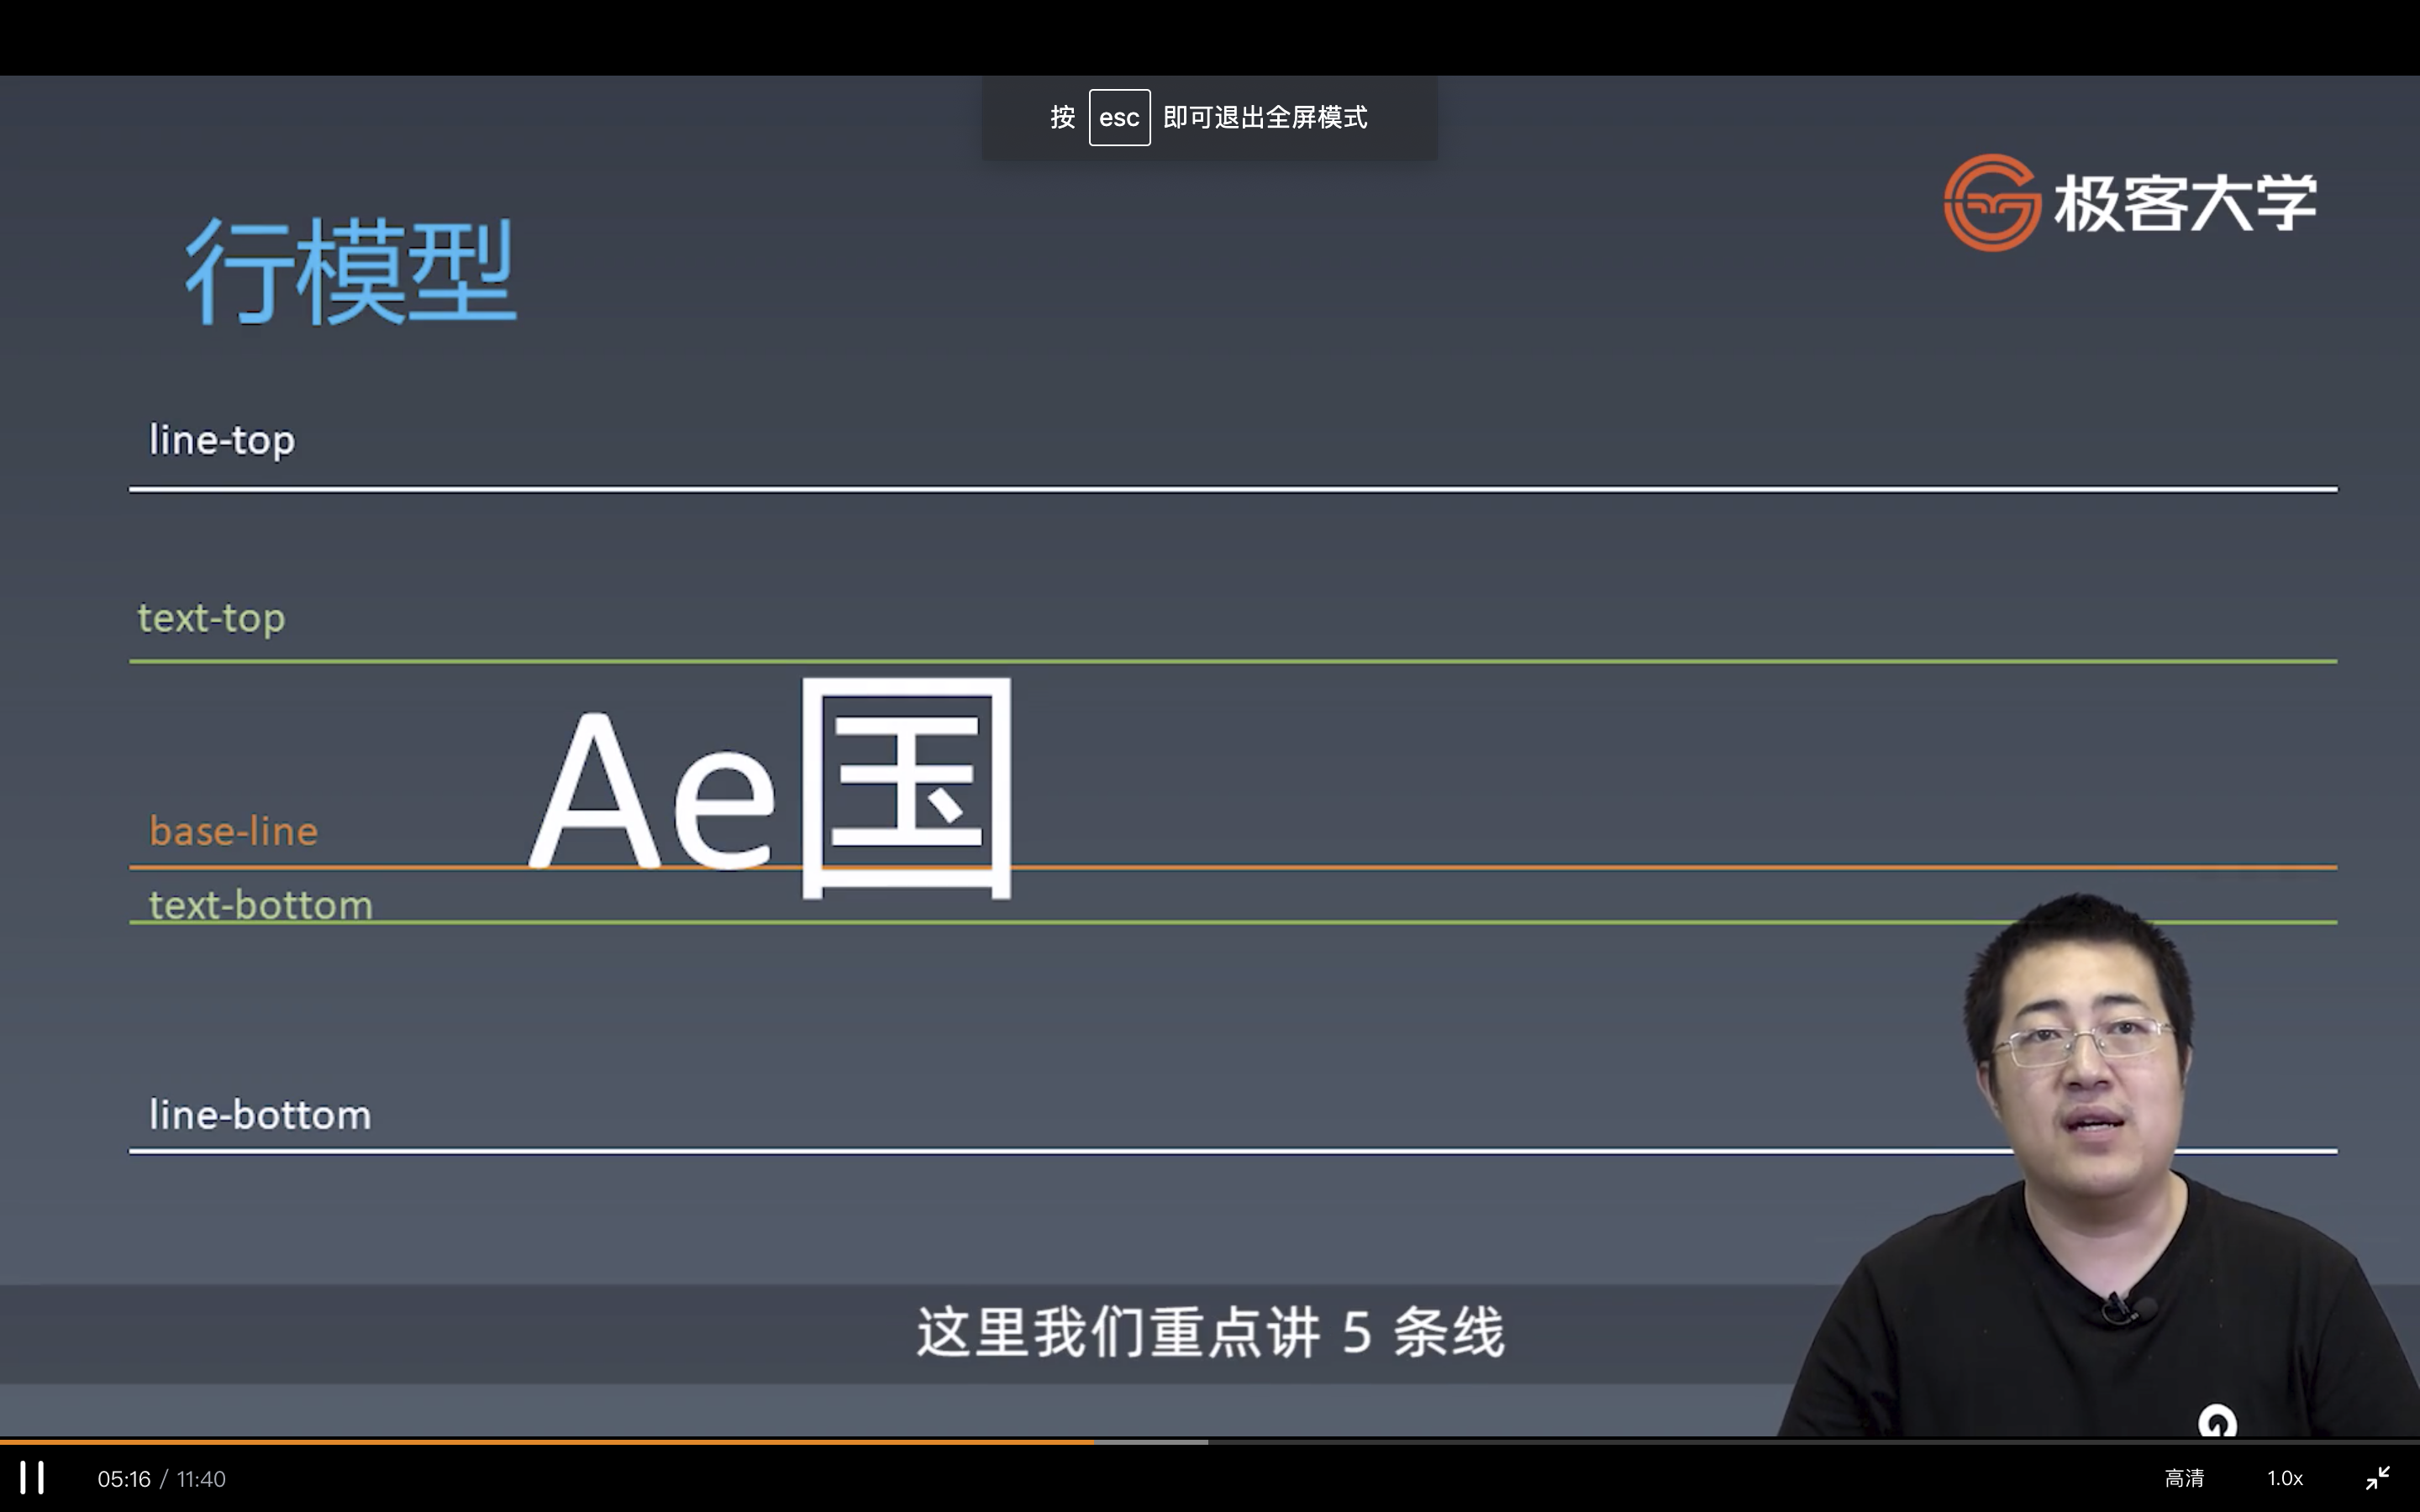 按 esc 即可退出全屏模式
极客大学
行模型
line-top
text-top
Ae国
base-line
text-bottom
line-bottom
这里我们重点讲 5 条线
05:16 / 11:40
高清
1.0x